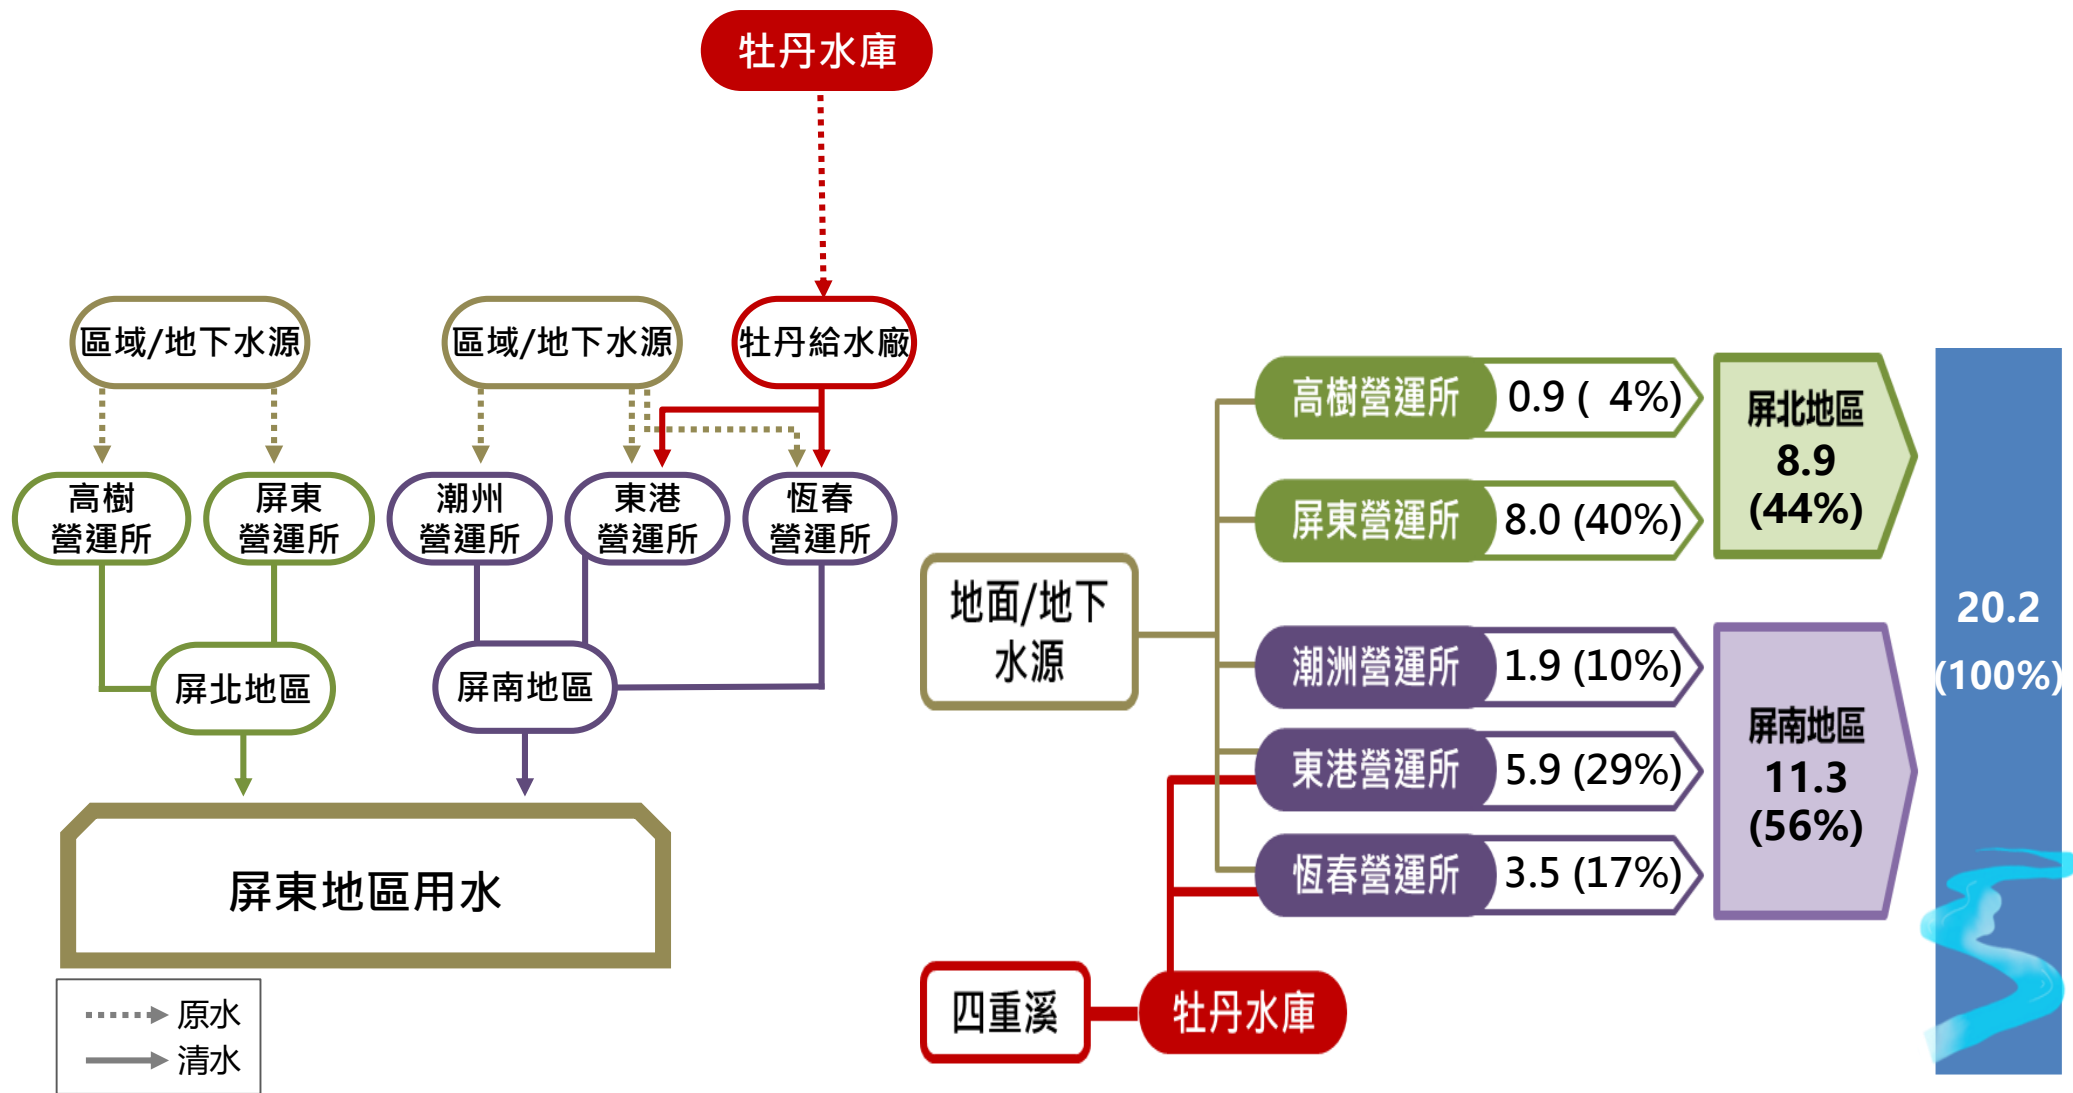 牡丹水庫
區域/地下水源
區域/地下水源
牡丹給水廠
高樹
營運所
屏東
營運所
潮州
營運所
東港
營運所
恆春
營運所
屏北地區
屏南地區
屏東地區用水
原水
清水
地面/地下
水源
四重溪
牡丹水庫
高樹營運所 0.9 ( 4%)
屏東營運所 8.0 (40%)
潮洲營運所 1.9 (10%)
東港營運所 5.9 (29%)
恆春營運所 3.5 (17%)
屏北地區
8.9
(44%)
屏南地區
11.3
(56%)
20.2
(100%)